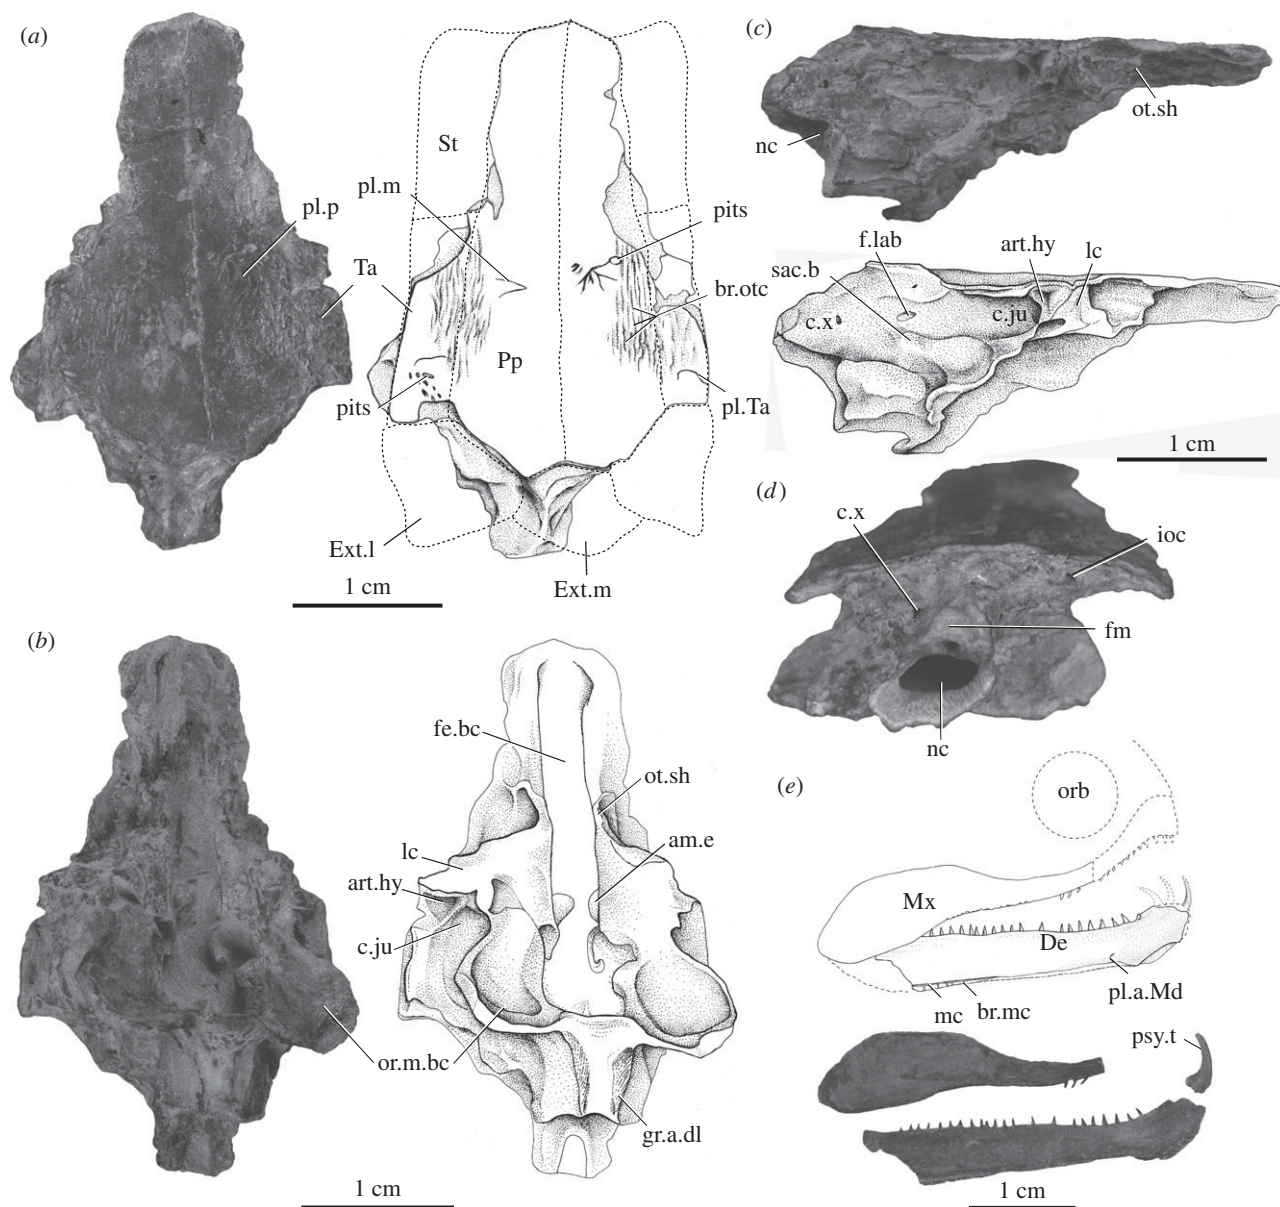 (a)
St
pl.m
pl.p
Ta
pits
br.otc
Pp
pits
pl.Ta
Ext.l
Ext.m
1 cm
(b)
fe.bc
ot.sh
lc
am.e
art.hy
c.ju
or.m.bc
gr.a.dl
1 cm
(c)
ot.sh
nc
f.lab
art.hy
lc
sac.b
c.x
c.ju
1 cm
(d)
c.x
ioc
fm
nc
(e)
orb
Mx
De
pl.a.Md
mc
br.mc
psy.t
1 cm